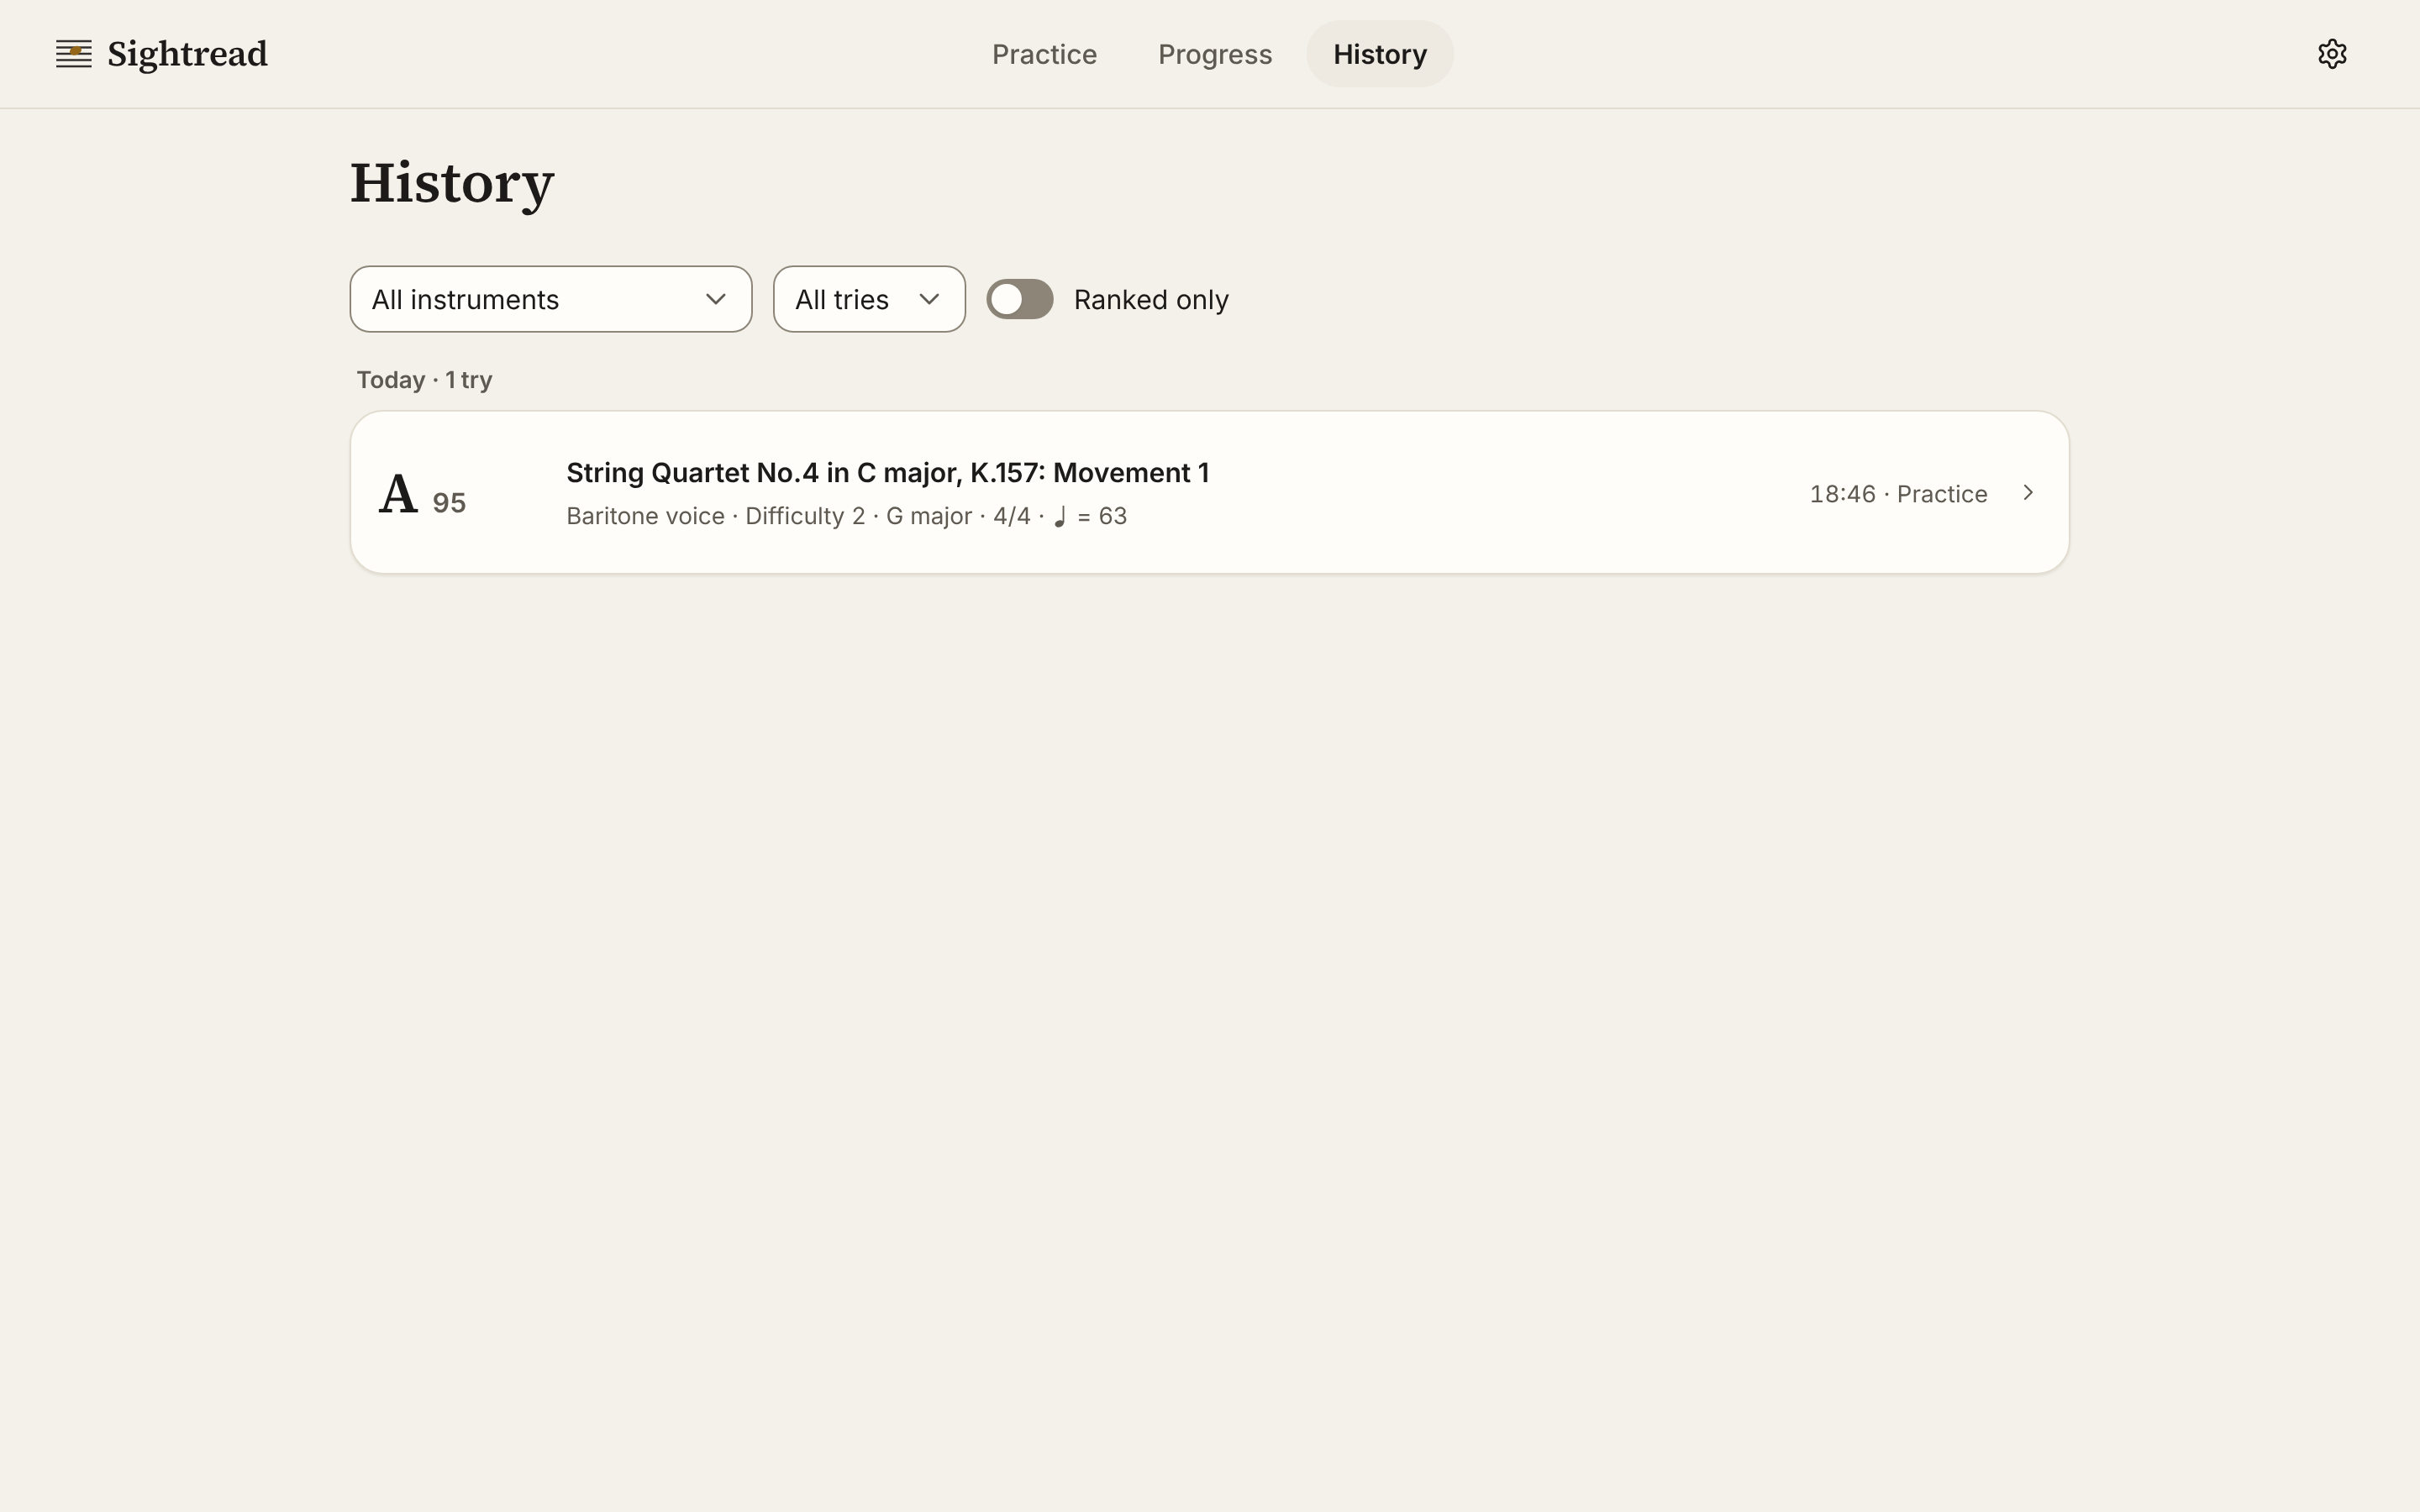 Sightread
Practice
Progress
History
History
All instruments
All tries
Ranked only
Today · 1 try
A 95
String Quartet No.4 in C major, K.157: Movement 1
Baritone voice · Difficulty 2 · G major · 4/4 · ♩ = 63
18:46 · Practice